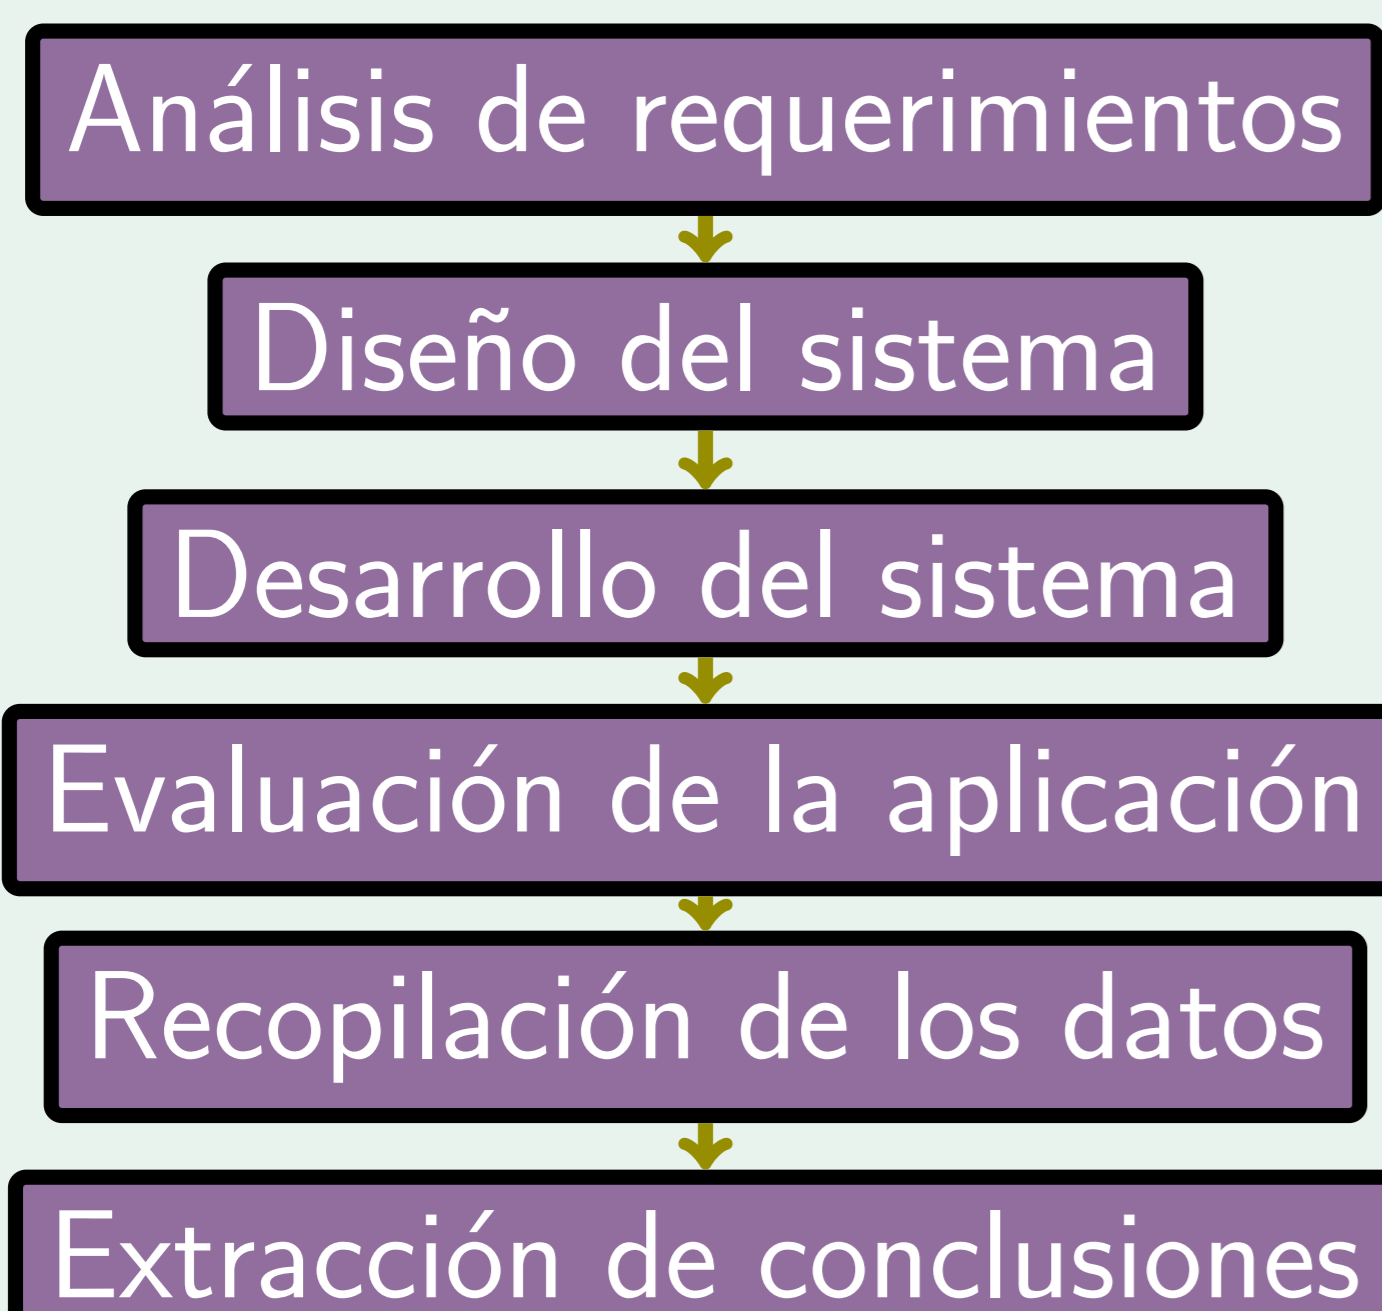 Análisis de requerimientos
Diseño del sistema
Desarrollo del sistema
Evaluación de la aplicación
Recopilación de los datos
Extracción de conclusiones